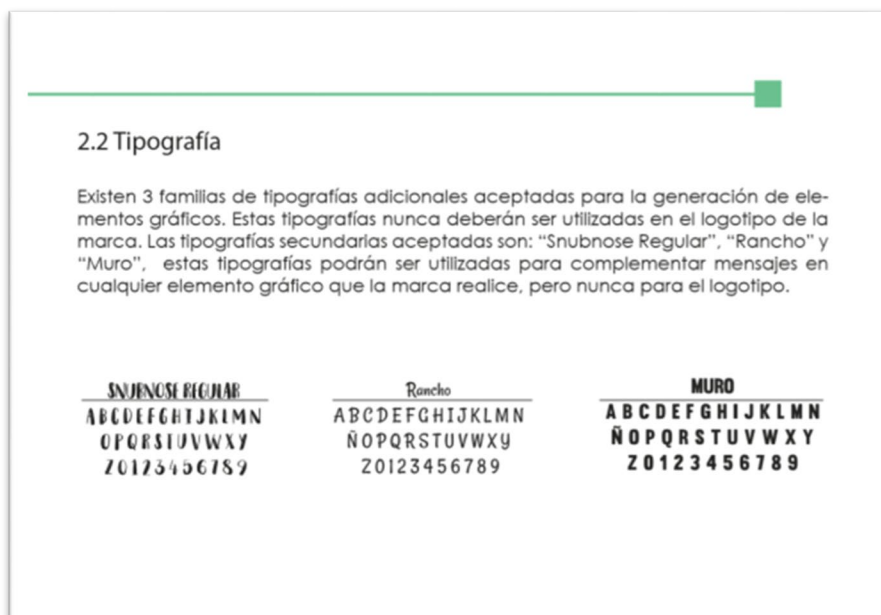 2.2 Tipografía
Existen 3 familias de tipografías adicionales aceptadas para la generación de ele-
mentos gráficos. Estas tipografías nunca deberán ser utilizadas en el logotipo de la
marca. Las tipografías secundarias aceptadas son: “Snubnose Regular”, “Rancho” y
“Muro”, estas tipografías podrán ser utilizadas para complementar mensajes en
cualquier elemento gráfico que la marca realice, pero nunca para el logotipo.
SNUBNOSE REGULAR
ABCDEFGHIJKLMN
OPQRSTUVWXY
Z0123456789
Rancho
ABCDEFGHIJKLMN
ÑOPQRSTUVWXY
Z0123456789
MURO
ABCDEFGHIJKLMN
ÑOPQRSTUVWXY
Z0123456789